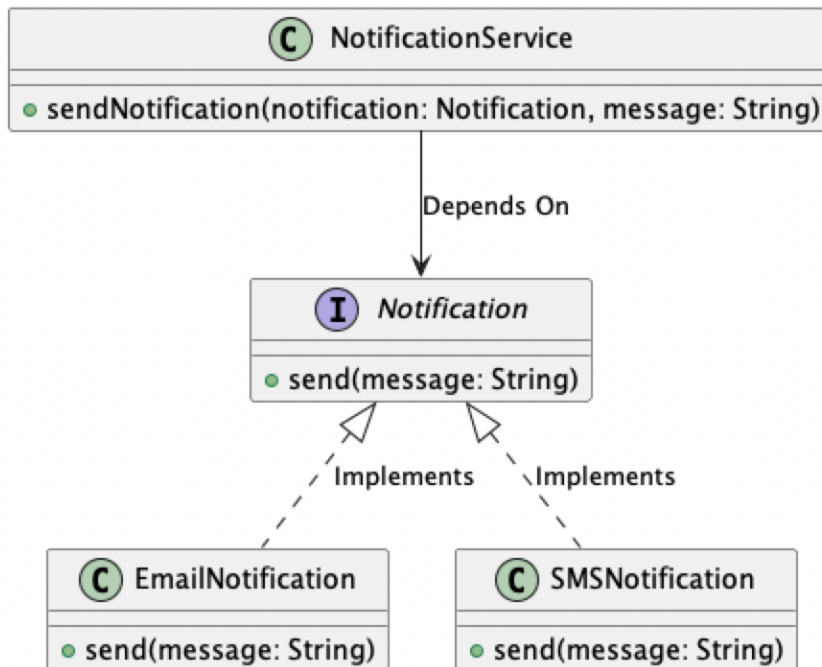 C NotificationService
sendNotification(notification: Notification, message: String)
Depends On
I Notification
send(message: String)
Implements
Implements
C EmailNotification
C SMSNotification
send(message: String)
send(message: String)